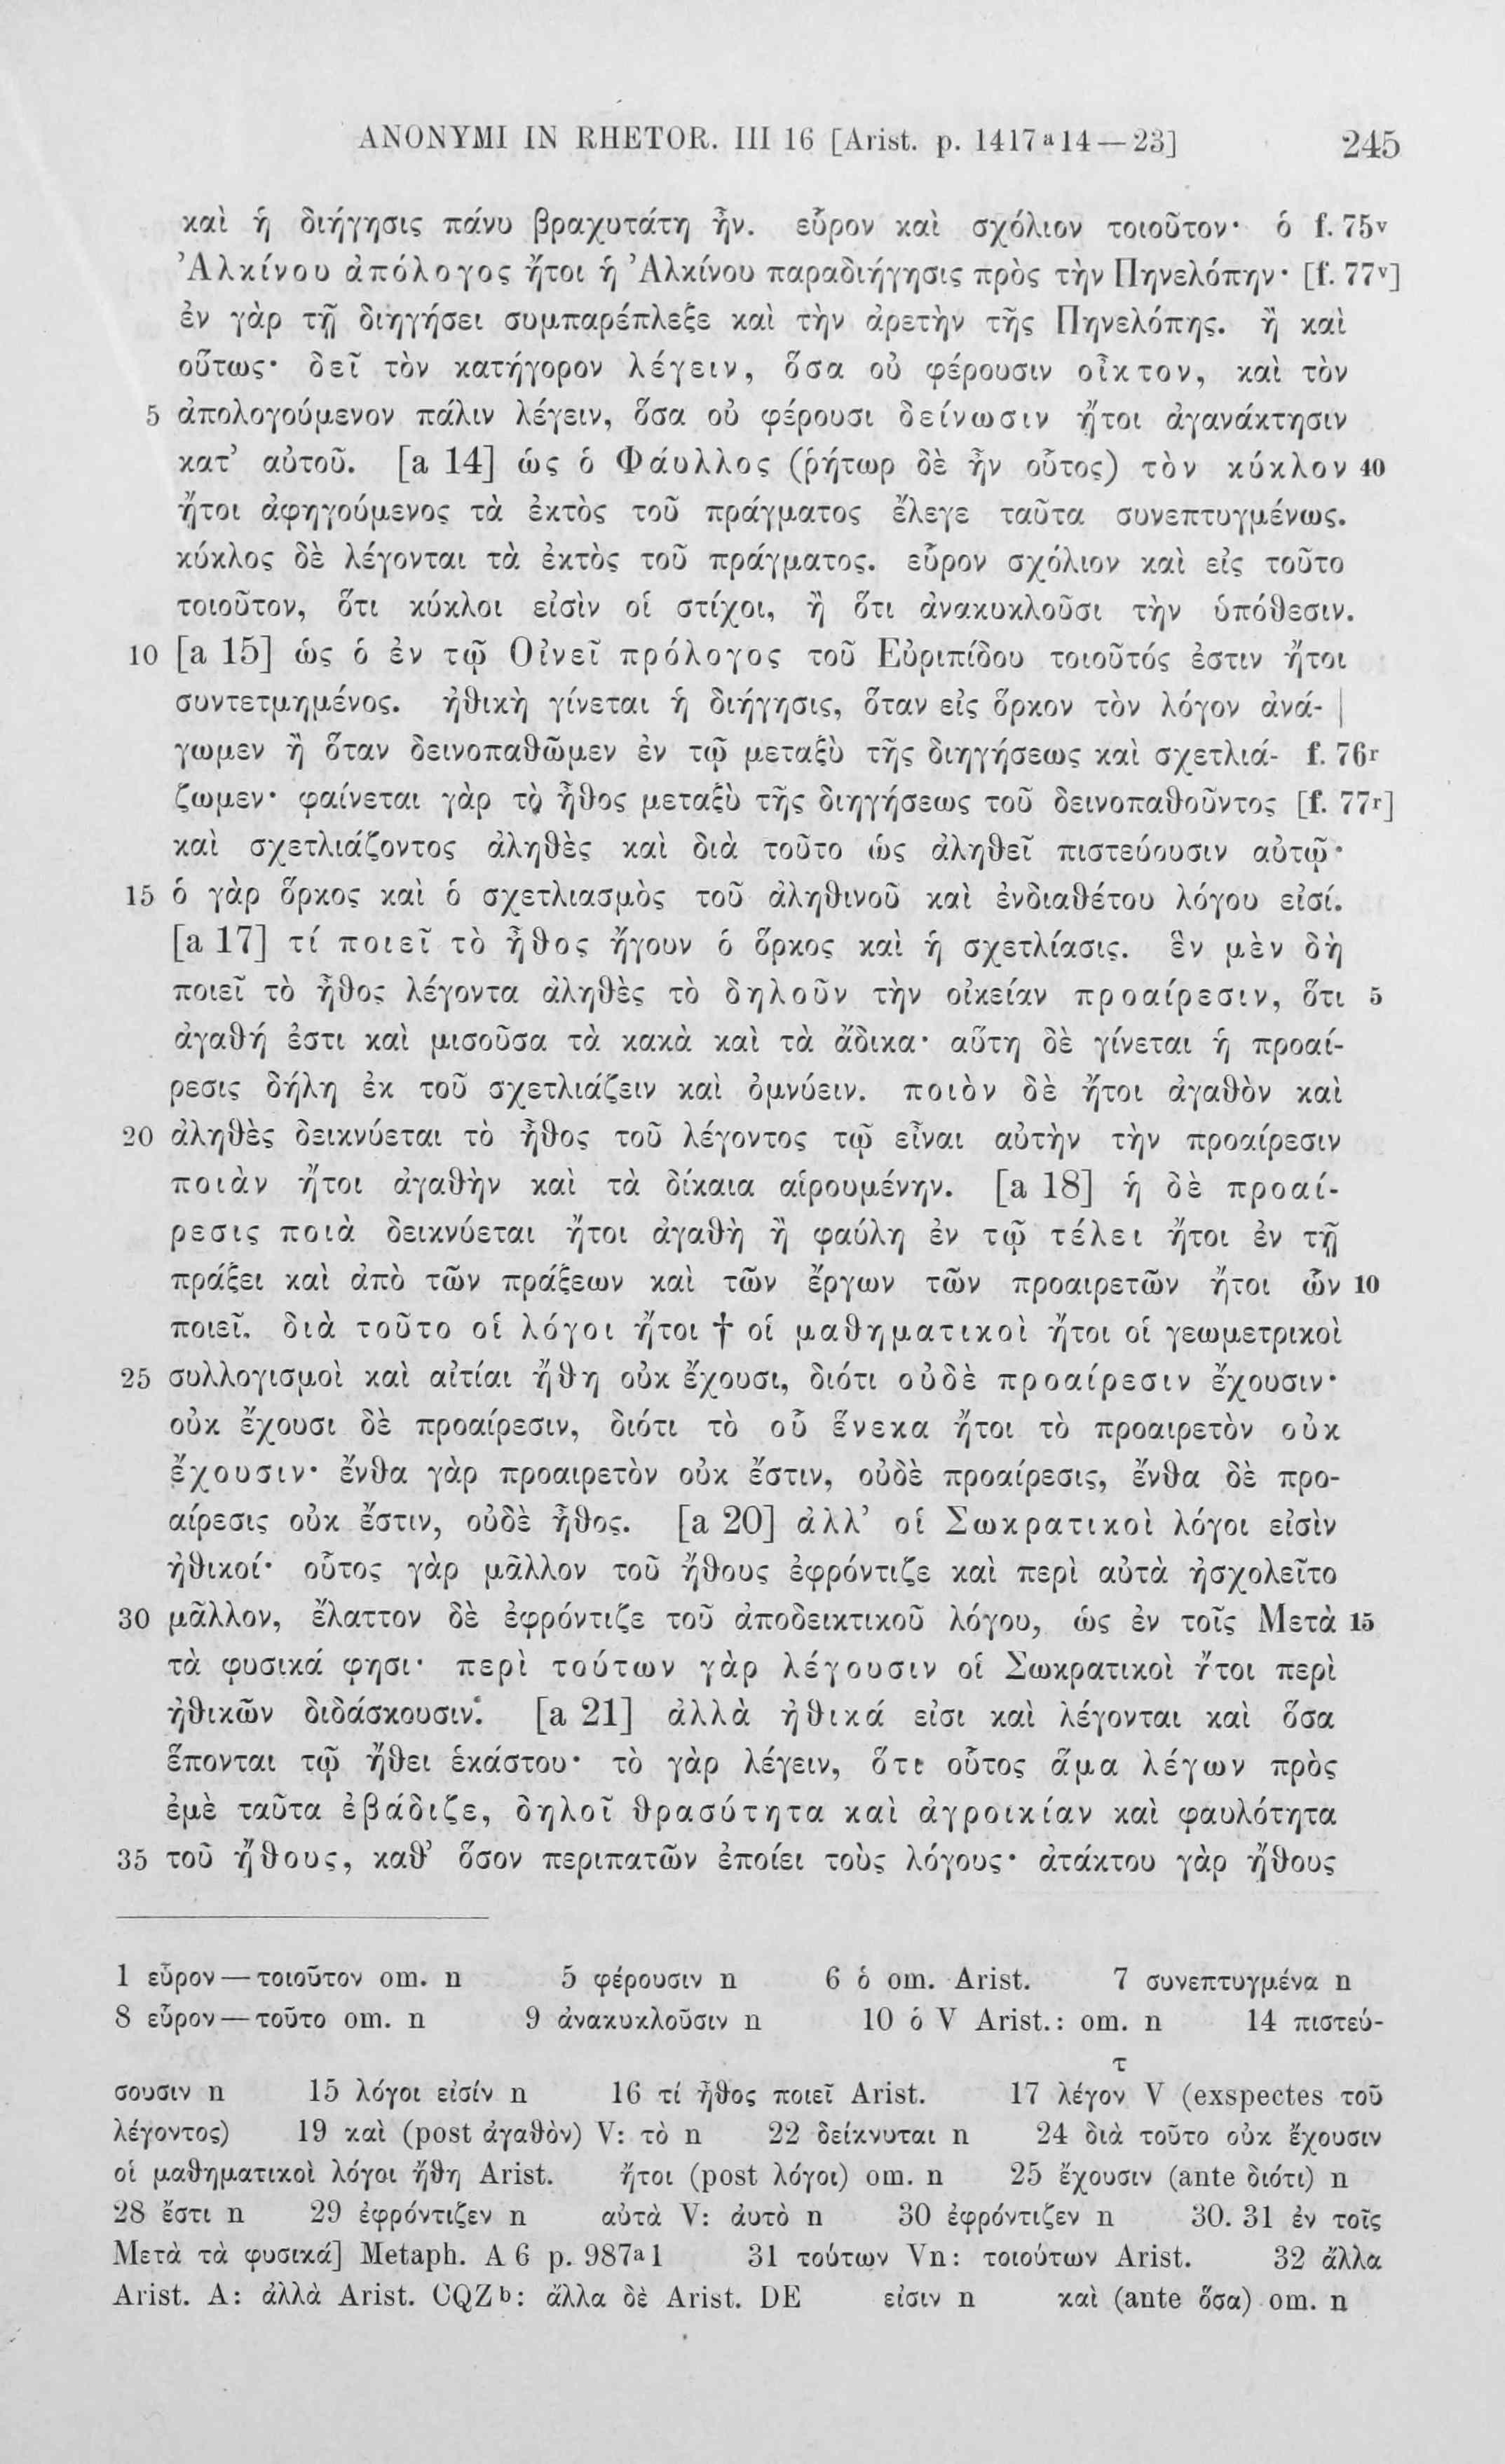 ANONYMI IN RHETOR. III 16 [Arist. p. 1417 a 14 — 23] 245
καὶ ἡ διήγησις πάνυ βραχυτάτη ἦν. εὗρον καὶ σχόλιον τοιοῦτον· ὁ f. 75v
Ἀλκίνου ἀπόλογος ἤτοι ἡ Ἀλκίνου παραδιήγησις πρὸς τὴν Πηνελόπην· [f. 77v]
ἐν γὰρ τῇ διηγήσει συμπαρέπλεξε καὶ τὴν ἀρετὴν τῆς Πηνελόπης. ἢ καὶ
οὕτως· δεῖ τὸν κατήγορον λέγειν, ὅσα οὐ φέρουσιν οἶκτον, καὶ τὸν
5 ἀπολογούμενον πάλιν λέγειν, ὅσα οὐ φέρουσι δείνωσιν ἤτοι ἀγανάκτησιν
κατ’ αὐτοῦ. [a 14] ὡς ὁ Φάυλλος (ῥήτωρ δὲ ἦν οὗτος) τὸν κύκλον 40
ἤτοι ἀφηγούμενος τὰ ἐκτὸς τοῦ πράγματος ἔλεγε ταῦτα συνεπτυγμένως.
κύκλος δὲ λέγονται τὰ ἐκτὸς τοῦ πράγματος. εὗρον σχόλιον καὶ εἰς τοῦτο
τοιοῦτον, ὅτι κύκλοι εἰσὶν οἱ στίχοι, ἢ ὅτι ἀνακυκλοῦσι τὴν ὑπόθεσιν.
10 [a 15] ὡς ὁ ἐν τῷ Οἰνεῖ πρόλογος τοῦ Εὐριπίδου τοιοῦτός ἐστιν ἤτοι
συντετμημένος. ἠθικὴ γίνεται ἡ διήγησις, ὅταν εἰς ὅρκον τὸν λόγον ἀνά- |
γωμεν ἢ ὅταν δεινοπαθῶμεν ἐν τῷ μεταξὺ τῆς διηγήσεως καὶ σχετλιά- f. 76r
ζωμεν· φαίνεται γὰρ τὸ ἦθος μεταξὺ τῆς διηγήσεως τοῦ δεινοπαθοῦντος [f. 77r]
καὶ σχετλιάζοντος ἀληθὲς καὶ διὰ τοῦτο ὡς ἀληθεῖ πιστεύουσιν αὐτῷ·
15 ὁ γὰρ ὅρκος καὶ ὁ σχετλιασμὸς τοῦ ἀληθινοῦ καὶ ἐνδιαθέτου λόγου εἰσί.
[a 17] τί ποιεῖ τὸ ἦθος ἤγουν ὁ ὅρκος καὶ ἡ σχετλίασις. ἓν μὲν δὴ
ποιεῖ τὸ ἦθος λέγοντα ἀληθὲς τὸ δηλοῦν τὴν οἰκείαν προαίρεσιν, ὅτι 5
ἀγαθή ἐστι καὶ μισοῦσα τὰ κακὰ καὶ τὰ ἄδικα· αὕτη δὲ γίνεται ἡ προαί-
ρεσις δήλη ἐκ τοῦ σχετλιάζειν καὶ ὀμνύειν. ποιὸν δὲ ἤτοι ἀγαθὸν καὶ
20 ἀληθὲς δεικνύεται τὸ ἦθος τοῦ λέγοντος τῷ εἶναι αὐτὴν τὴν προαίρεσιν
ποιὰν ἤτοι ἀγαθὴν καὶ τὰ δίκαια αἱρουμένην. [a 18] ἡ δὲ προαί-
ρεσις ποιὰ δεικνύεται ἤτοι ἀγαθὴ ἢ φαύλη ἐν τῷ τέλει ἤτοι ἐν τῇ
πράξει καὶ ἀπὸ τῶν πράξεων καὶ τῶν ἔργων τῶν προαιρετῶν ἤτοι ὧν 10
ποιεῖ. διὰ τοῦτο οἱ λόγοι ἤτοι † οἱ μαθηματικοὶ ἤτοι οἱ γεωμετρικοὶ
25 συλλογισμοὶ καὶ αἰτίαι ἤθη οὐκ ἔχουσι, διότι οὐδὲ προαίρεσιν ἔχουσιν·
οὐκ ἔχουσι δὲ προαίρεσιν, διότι τὸ οὗ ἕνεκα ἤτοι τὸ προαιρετὸν οὐκ
ἔχουσιν· ἔνθα γὰρ προαιρετὸν οὐκ ἔστιν, οὐδὲ προαίρεσις, ἔνθα δὲ προ-
αίρεσις οὐκ ἔστιν, οὐδὲ ἦθος. [a 20] ἀλλ’ οἱ Σωκρατικοὶ λόγοι εἰσὶν
ἠθικοί· οὗτος γὰρ μᾶλλον τοῦ ἤθους ἐφρόντιζε καὶ περὶ αὐτὰ ἠσχολεῖτο
30 μᾶλλον, ἔλαττον δὲ ἐφρόντιζε τοῦ ἀποδεικτικοῦ λόγου, ὡς ἐν τοῖς Μετὰ 15
τὰ φυσικά φησι· περὶ τούτων γὰρ λέγουσιν οἱ Σωκρατικοὶ ἤτοι περὶ
ἠθικῶν διδάσκουσιν. [a 21] ἀλλὰ ἠθικά εἰσι καὶ λέγονται καὶ ὅσα
ἕπονται τῷ ἤθει ἑκάστου· τὸ γὰρ λέγειν, ὅτι οὗτος ἅμα λέγων πρὸς
ἐμὲ ταῦτα ἐβάδιζε, δηλοῖ θρασύτητα καὶ ἀγροικίαν καὶ φαυλότητα
35 τοῦ ἤθους, καθ’ ὅσον περιπατῶν ἐποίει τοὺς λόγους· ἀτάκτου γὰρ ἤθους
1 εὗρον — τοιοῦτον om. n 5 φέρουσιν n 6 ὁ om. Arist. 7 συνεπτυγμένα n
8 εὗρον — τοῦτο om. n 9 ἀνακυκλοῦσιν n 10 ὁ V Arist.: om. n 14 πιστεύ-
τ
σουσιν n 15 λόγοι εἰσίν n 16 τί ἦθος ποιεῖ Arist. 17 λέγον V (exspectes τοῦ
λέγοντος) 19 καὶ (post ἀγαθὸν) V: τὸ n 22 δείκνυται n 24 διὰ τοῦτο οὐκ ἔχουσιν
οἱ μαθηματικοὶ λόγοι ἤθη Arist. ἤτοι (post λόγοι) om. n 25 ἔχουσιν (ante διότι) n
28 ἔστι n 29 ἐφρόντιζεν n αὐτὰ V: ἀυτὸ n 30 ἐφρόντιζεν n 30. 31 ἐν τοῖς
Μετὰ τὰ φυσικά] Metaph. A 6 p. 987a 1 31 τούτων Vn: τοιούτων Arist. 32 ἄλλα
Arist. A: ἀλλὰ Arist. CQZb: ἄλλα δὲ Arist. DE εἰσιν n καὶ (ante ὅσα) om. n